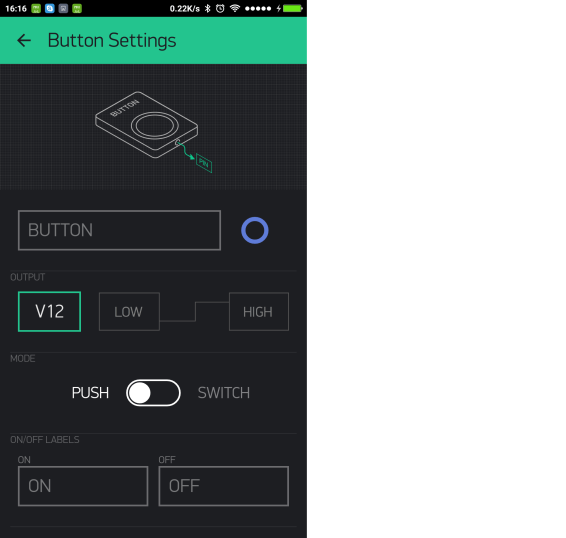 16:16 0.22K/s
Button Settings
BUTTON
PIN
BUTTON
OUTPUT
V12 LOW HIGH
MODE
PUSH SWITCH
ON/OFF LABELS
ON OFF
ON OFF